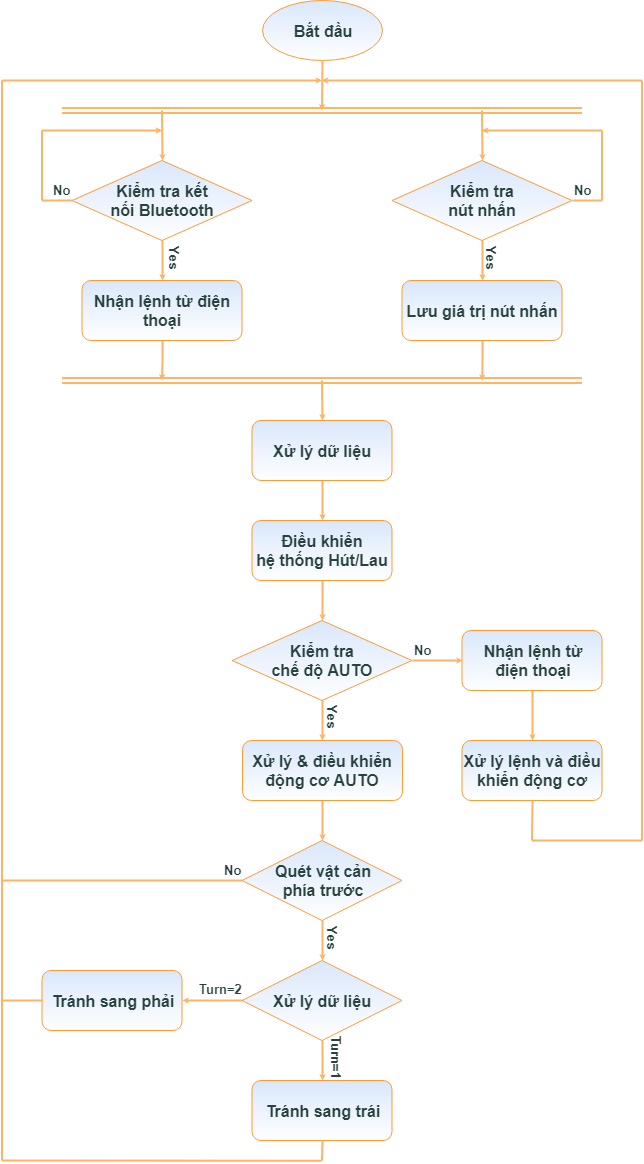 Bắt đầu
Kiểm tra kết
nối Bluetooth
No
Yes
Nhận lệnh từ điện
thoại
Kiểm tra
nút nhấn
No
Yes
Lưu giá trị nút nhấn
Xử lý dữ liệu
Điều khiển
hệ thống Hút/Lau
Kiểm tra
chế độ AUTO
No
Nhận lệnh từ
điện thoại
Xử lý lệnh và điều
khiển động cơ
Yes
Xử lý & điều khiển
động cơ AUTO
Quét vật cản
phía trước
No
Yes
Xử lý dữ liệu
Turn=2
Tránh sang phải
Turn=1
Tránh sang trái